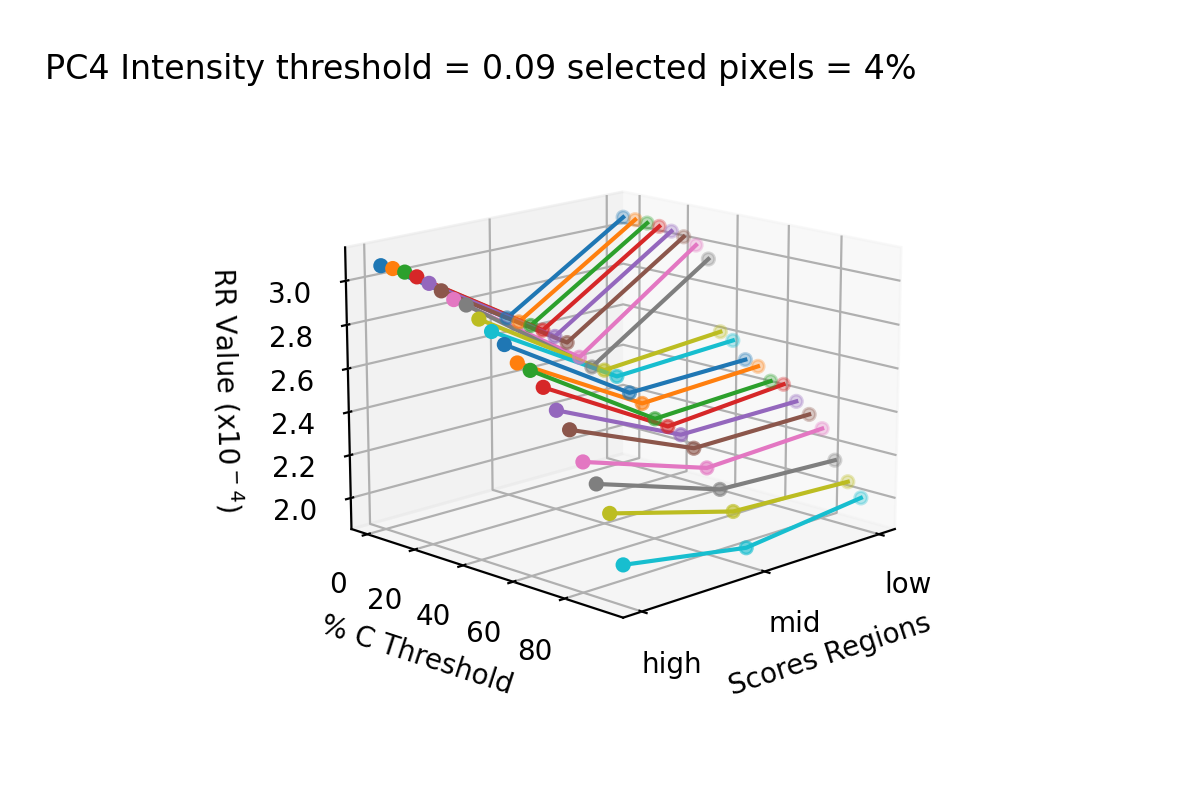 PC4 Intensity threshold = 0.09 selected pixels = 4%
RR Value (x10⁻⁴)
3.0
2.8
2.6
2.4
2.2
2.0
0
20
40
60
80
% C Threshold
high
mid
low
Scores Regions